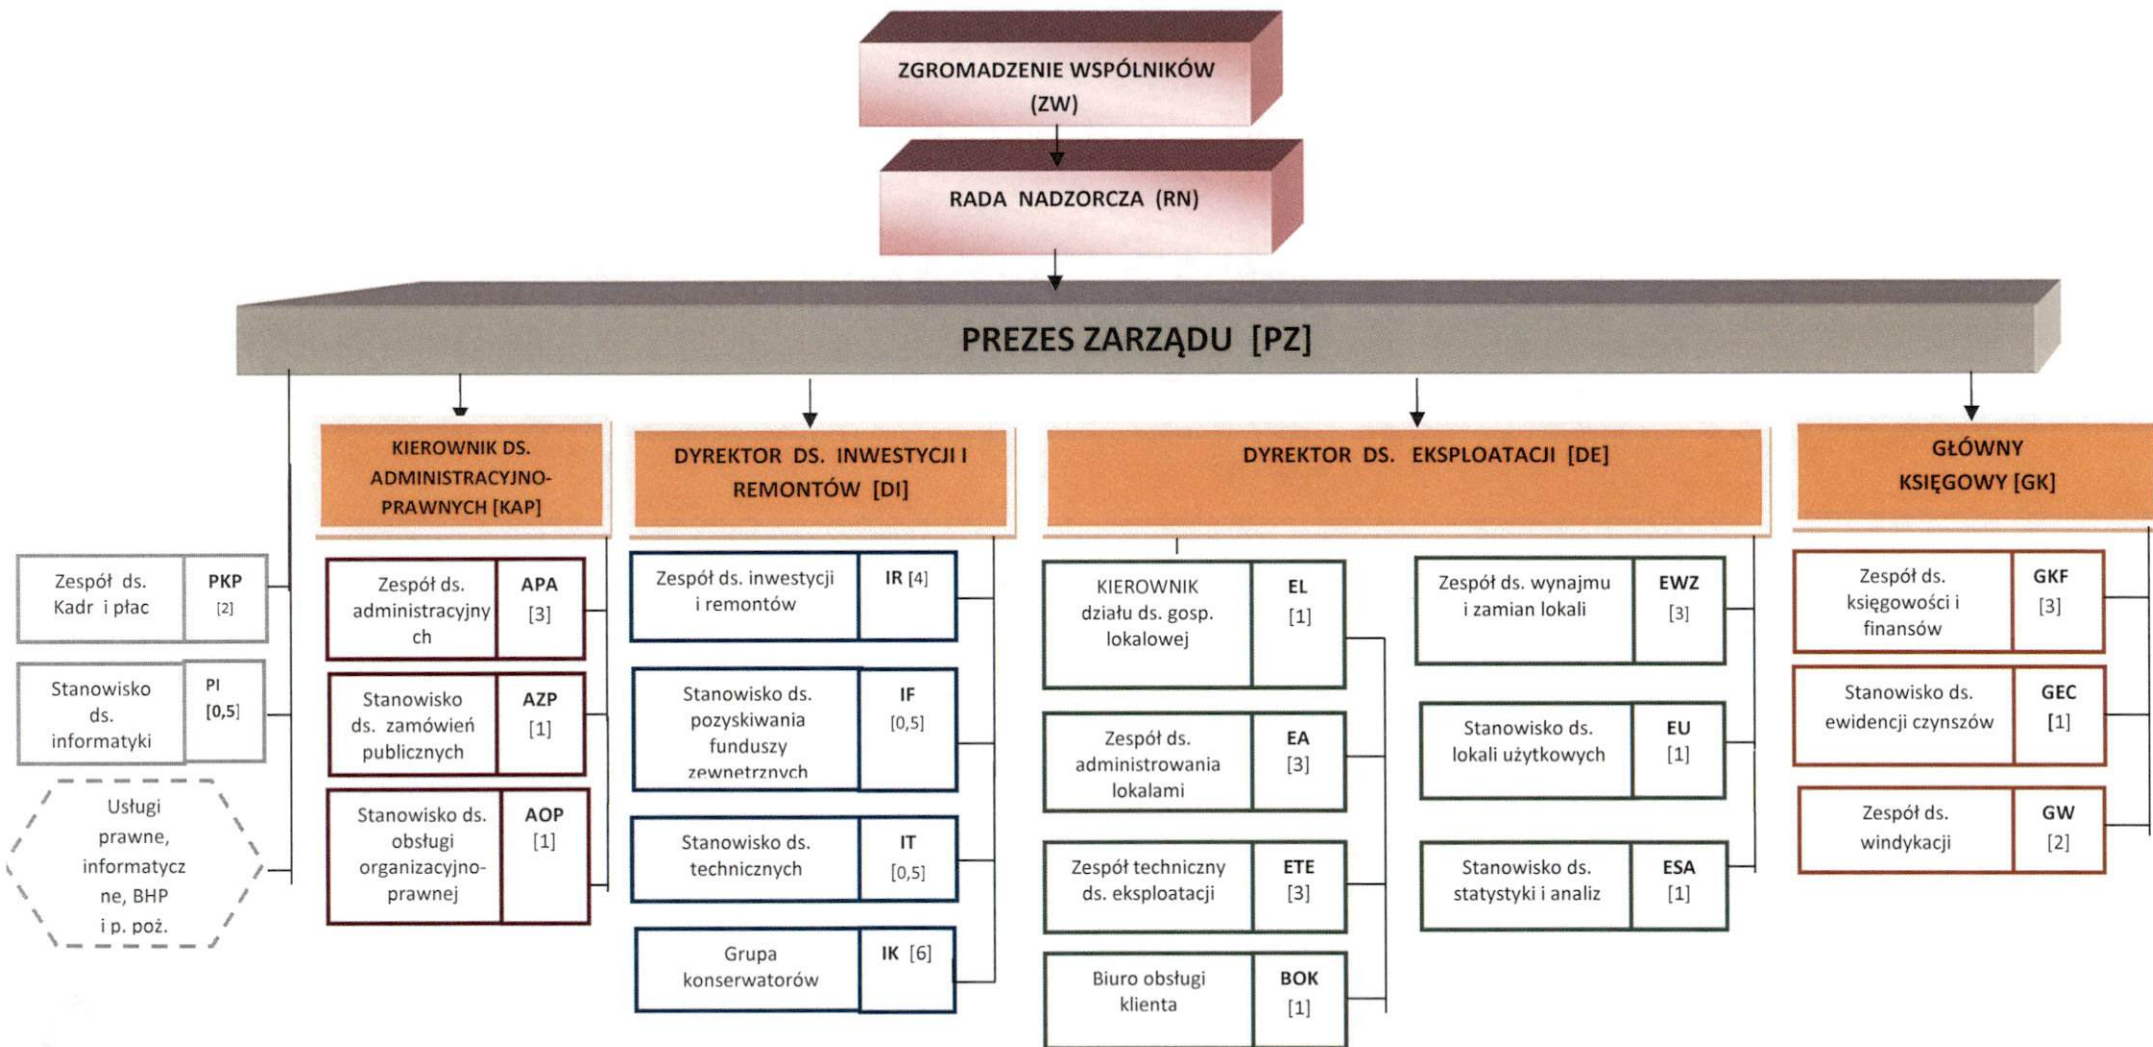 ZGROMADZENIE WSPÓLNIKÓW
(ZW)
RADA NADZORCZA (RN)
PREZES ZARZĄDU [PZ]
KIEROWNIK DS.
ADMINISTRACYJNO-
PRAWNYCH [KAP]
DYREKTOR DS. INWESTYCJI I
REMONTÓW [DI]
DYREKTOR DS. EKSPLOATACJI [DE]
GŁÓWNY
KSIĘGOWY [GK]
Zespół ds.
Kadr i płac
PKP
[2]
Stanowisko
ds.
informatyki
PI
[0,5]
Usługi
prawne,
informatycz
ne, BHP
i p. poż.
Zespół ds.
administracyjny
ch
APA
[3]
Stanowisko
ds. zamówień
publicznych
AZP
[1]
Stanowisko ds.
obsługi
organizacyjno-
prawnej
AOP
[1]
Zespół ds. inwestycji
i remontów
IR [4]
Stanowisko ds.
pozyskiwania
funduszy
zewnętrznych
IF
[0,5]
Stanowisko ds.
technicznych
IT
[0,5]
Grupa
konserwatorów
IK [6]
KIEROWNIK
działu ds. gosp.
lokalowej
EL
[1]
Zespół ds.
administrowania
lokalami
EA
[3]
Zespół techniczny
ds. eksploatacji
ETE
[3]
Biuro obsługi
klienta
BOK
[1]
Zespół ds. wynajmu
i zamian lokali
EWZ
[3]
Stanowisko ds.
lokali użytkowych
EU
[1]
Stanowisko ds.
statystyki i analiz
ESA
[1]
Zespół ds.
księgowości i
finansów
GKF
[3]
Stanowisko ds.
ewidencji czynszów
GEC
[1]
Zespół ds.
windykacji
GW
[2]